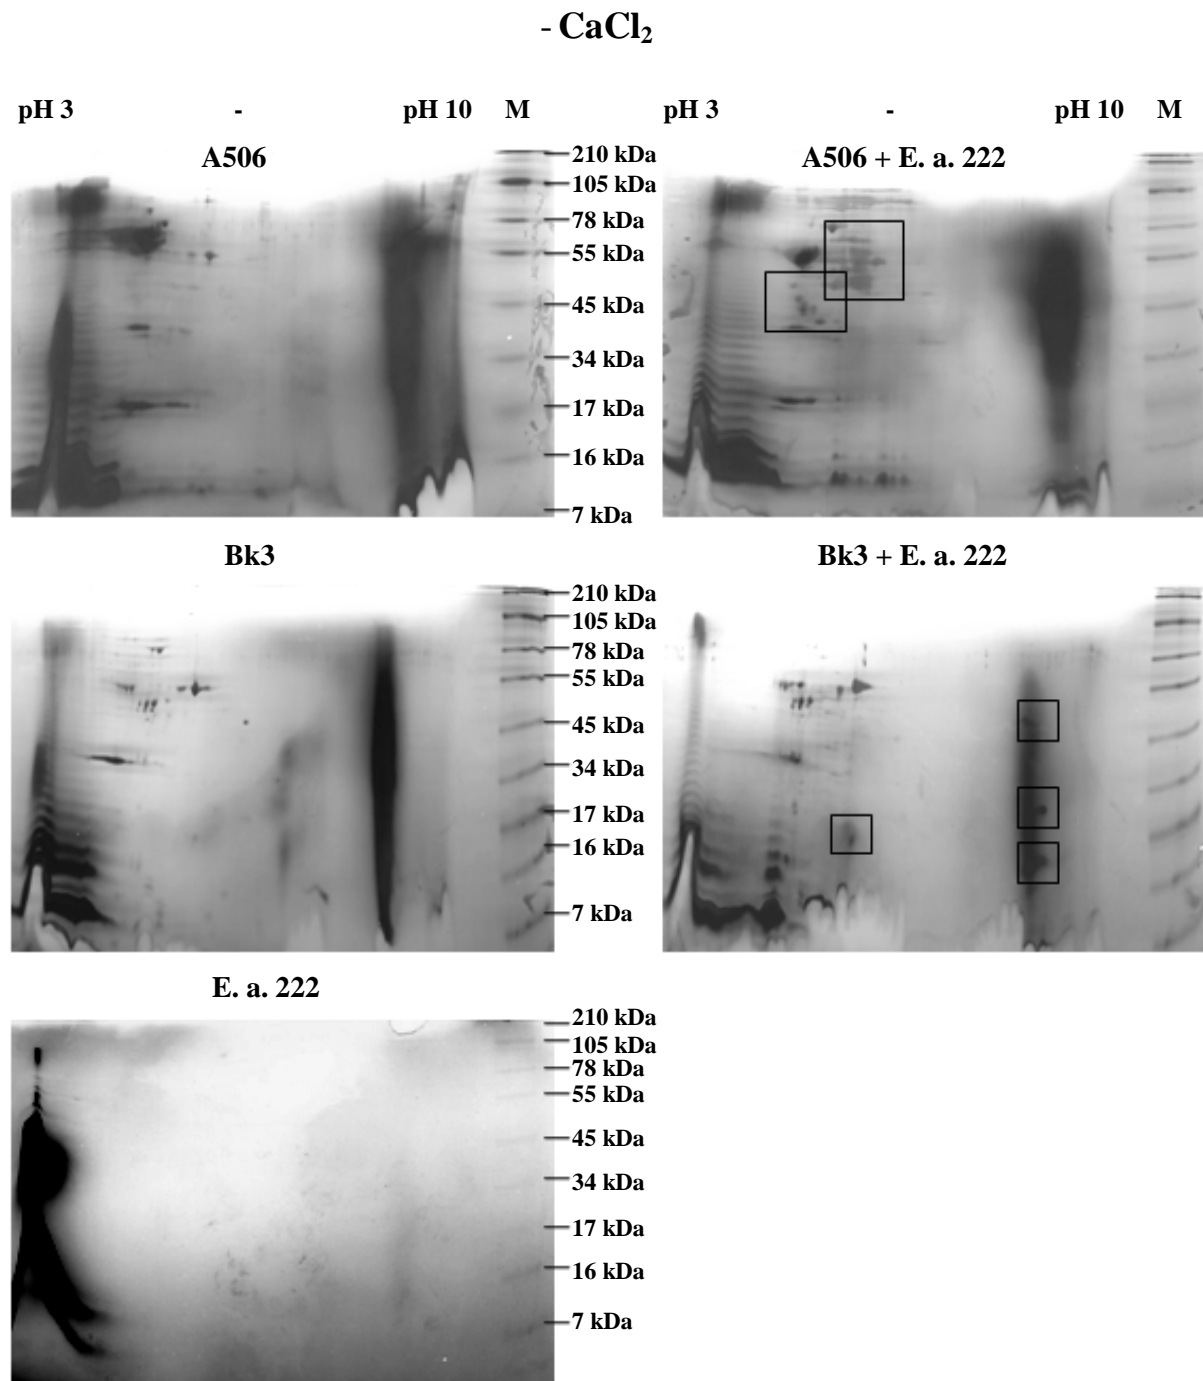 - CaCl₂
pH 3 - pH 10 M pH 3 - pH 10 M
A506 A506 + E. a. 222
210 kDa
105 kDa
78 kDa
55 kDa
45 kDa
34 kDa
17 kDa
16 kDa
7 kDa
Bk3 Bk3 + E. a. 222
210 kDa
105 kDa
78 kDa
55 kDa
45 kDa
34 kDa
17 kDa
16 kDa
7 kDa
E. a. 222
210 kDa
105 kDa
78 kDa
55 kDa
45 kDa
34 kDa
17 kDa
16 kDa
7 kDa